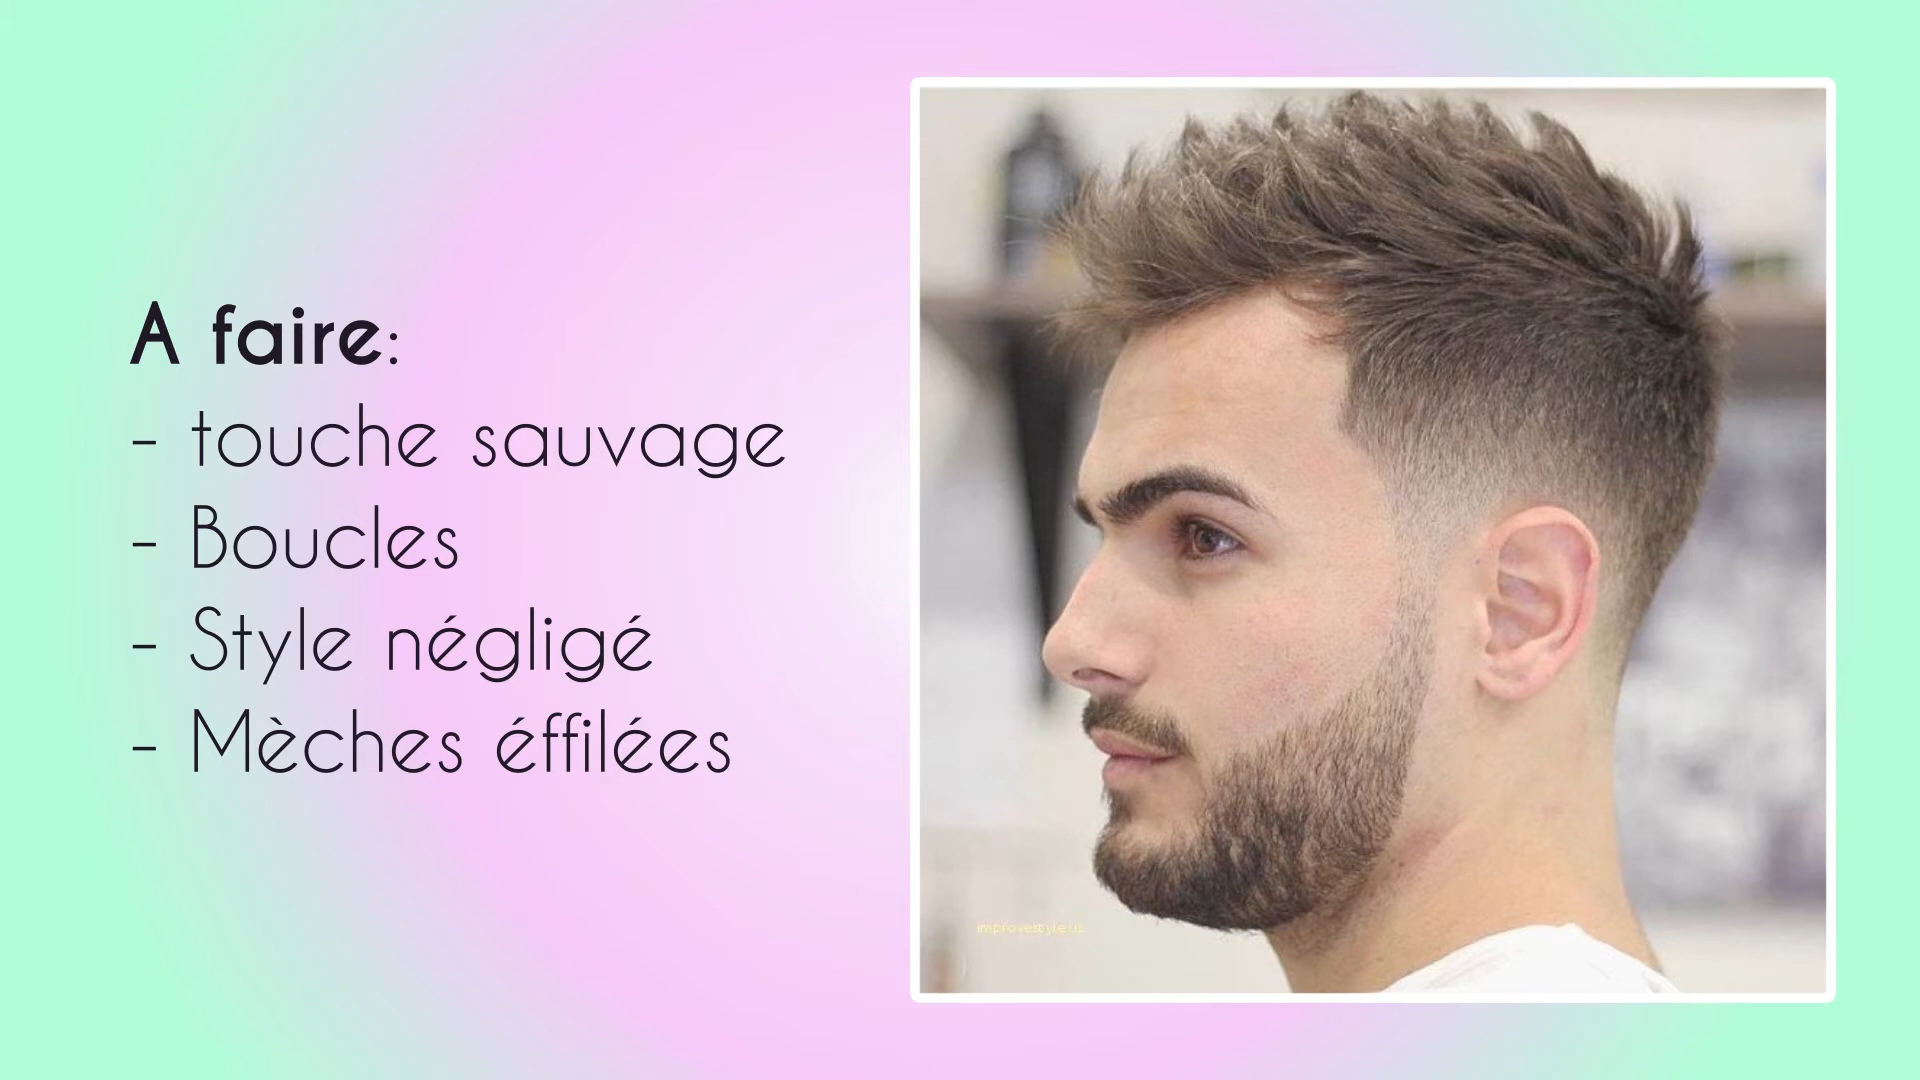 A faire:
- touche sauvage
- Boucles
- Style négligé
- Mèches éffilées